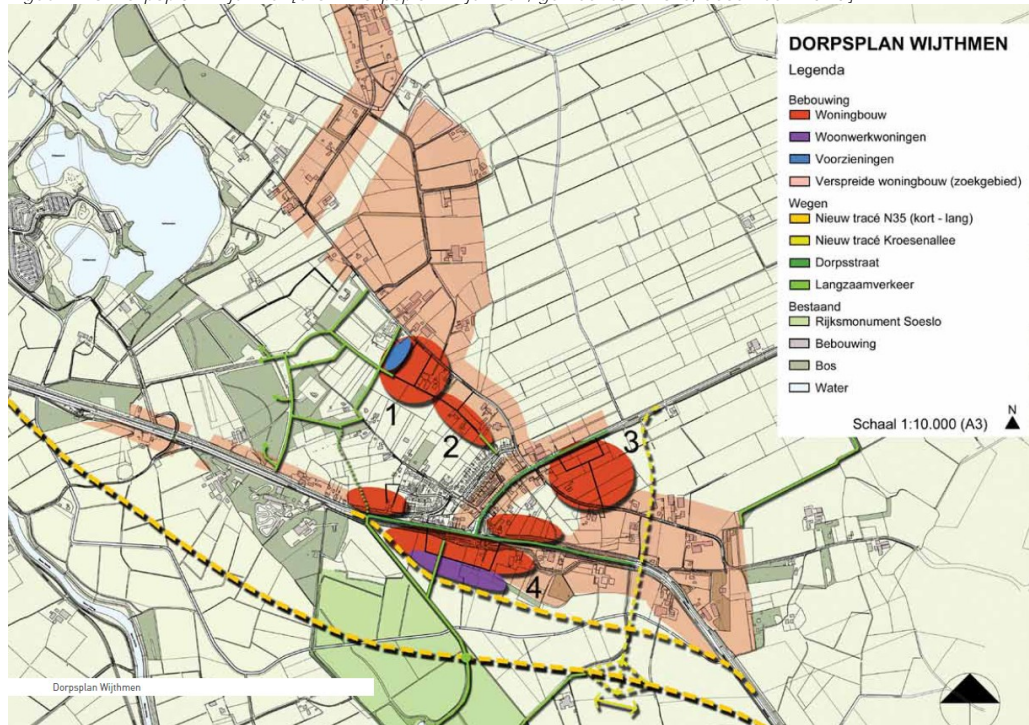 DORPSPLAN WIJTHMEN
Legenda
Bebouwing
Woningbouw
Woonwerkwoningen
Voorzieningen
Verspreide woningbouw (zoekgebied)
Wegen
Nieuw tracé N35 (kort - lang)
Nieuw tracé Kroesenallee
Dorpsstraat
Langzaamverkeer
Bestaand
Rijksmonument Soeslo
Bebouwing
Bos
Water
Schaal 1:10.000 (A3)
N
1
2
3
4
Dorpsplan Wijthmen